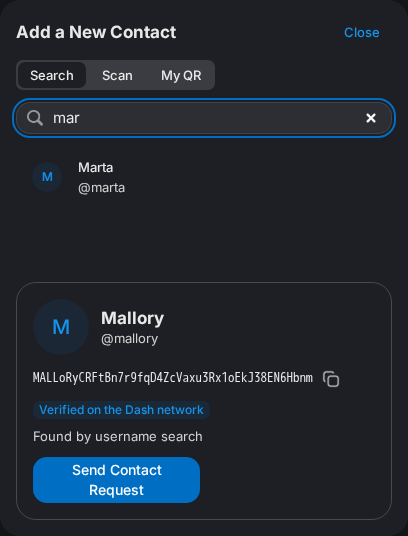 Add a New Contact
Close
Search
Scan
My QR
mar
M
Marta
@marta
M
Mallory
@mallory
MALLoRyCRFtBn7r9fqD4ZcVaxu3Rx1oEkJ38EN6Hbnm
Verified on the Dash network
Found by username search
Send Contact
Request